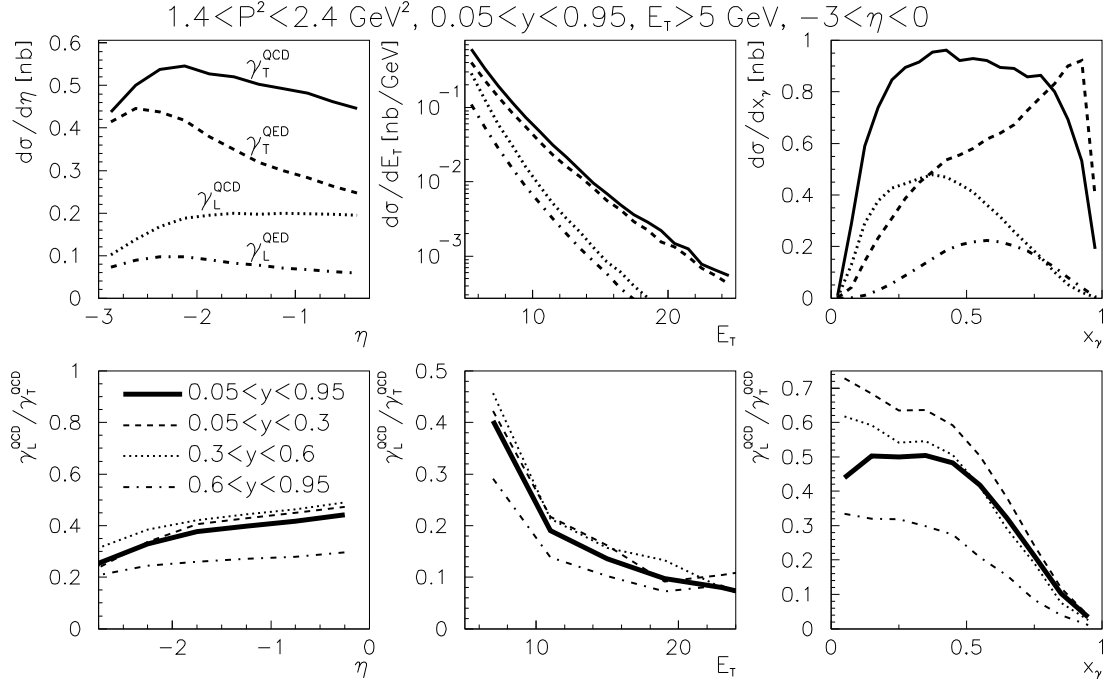 1.4<P²<2.4 GeV², 0.05<y<0.95, E_T>5 GeV, −3<η<0
dσ/dη [nb]
0.6
0.5
0.4
0.3
0.2
0.1
0
γ_T^QCD
γ_T^QED
γ_L^QCD
γ_L^QED
−3 −2 −1
η
dσ/dE_T [nb/GeV]
10⁻¹
10⁻²
10⁻³
10 20
E_T
dσ/dx_γ [nb]
1
0.8
0.6
0.4
0.2
0
0 0.5 1
x_γ
γ_L^QCD/γ_T^QCD
1
0.8
0.6
0.4
0.2
0
0.05<y<0.95
0.05<y<0.3
0.3<y<0.6
0.6<y<0.95
−2 −1 0
η
γ_L^QCD/γ_T^QCD
0.5
0.4
0.3
0.2
0.1
0
10 20
E_T
γ_L^QCD/γ_T^QCD
0.7
0.6
0.5
0.4
0.3
0.2
0.1
0
0 0.5 1
x_γ